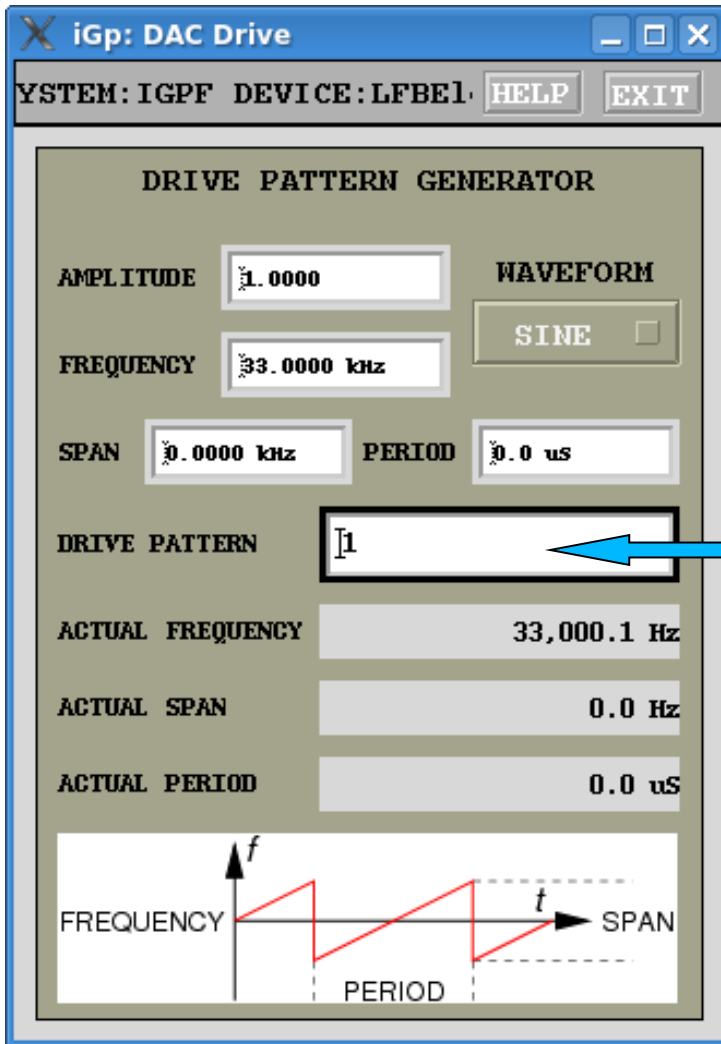 iGp: DAC Drive
YSTEM:IGPF DEVICE:LFBEl HELP EXIT
DRIVE PATTERN GENERATOR
AMPLITUDE 1.0000 WAVEFORM
SINE
FREQUENCY 33.0000 kHz
SPAN 0.0000 kHz PERIOD 0.0 uS
DRIVE PATTERN 1
ACTUAL FREQUENCY 33,000.1 Hz
ACTUAL SPAN 0.0 Hz
ACTUAL PERIOD 0.0 uS
f
FREQUENCY t SPAN
PERIOD